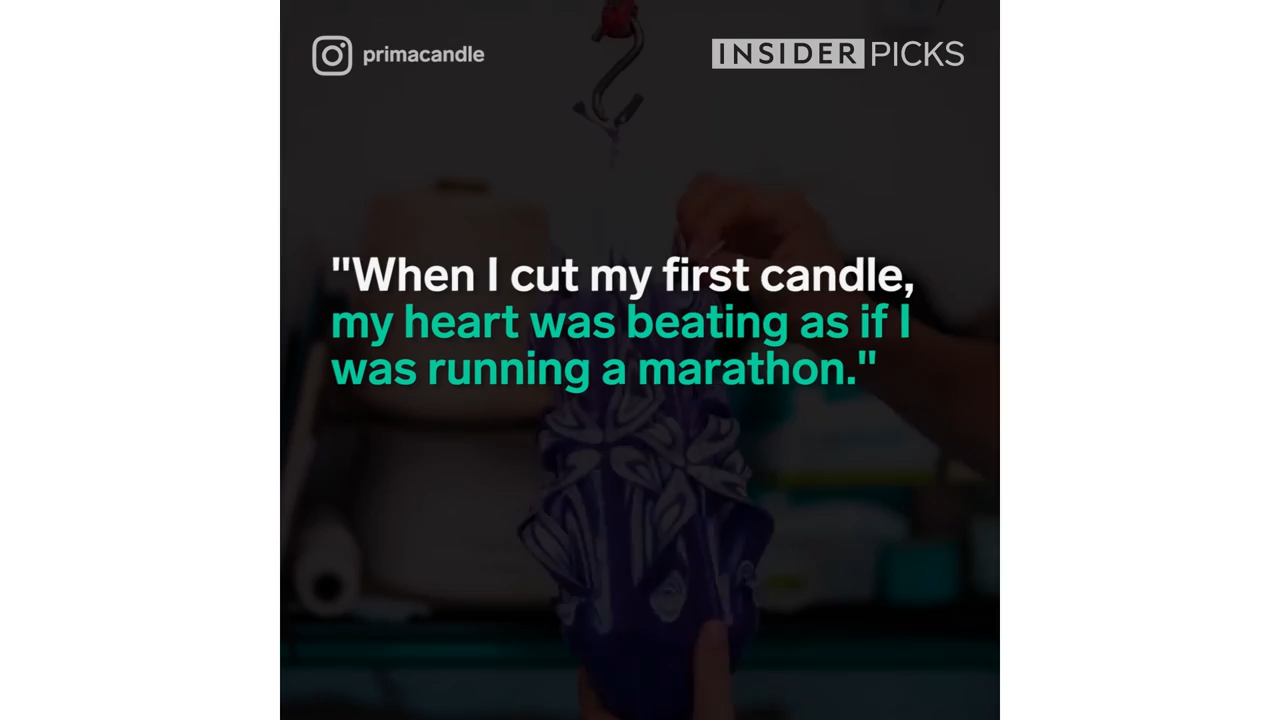 primacandle
INSIDER PICKS
"When I cut my first candle,
my heart was beating as if I
was running a marathon."